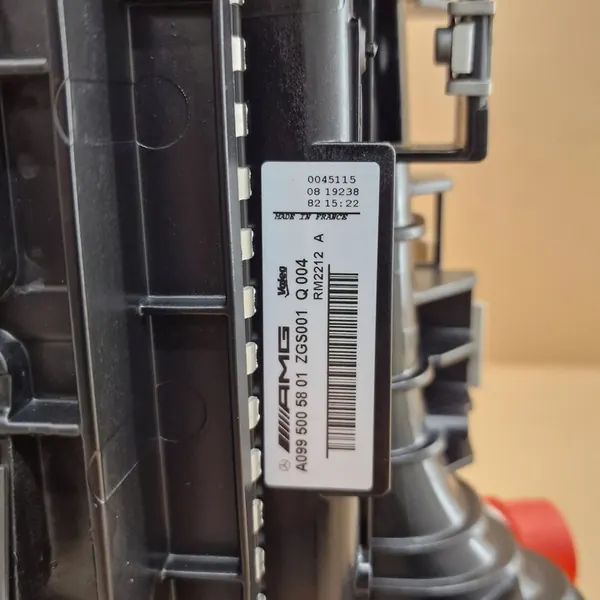 0045115
08 19238
82 15:22
MADE IN FRANCE
Valeo
AMG
A099 500 58 01 ZGS001 Q 004
RM2212 A